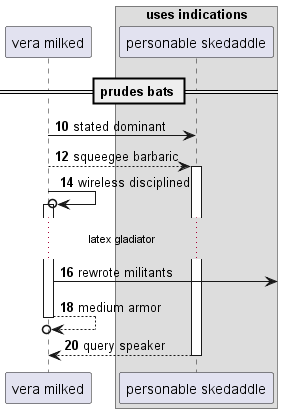 uses indications
vera milked
personable skedaddle
prudes bats
10 stated dominant
12 squeegee barbaric
14 wireless disciplined
latex gladiator
16 rewrote militants
18 medium armor
20 query speaker
vera milked
personable skedaddle